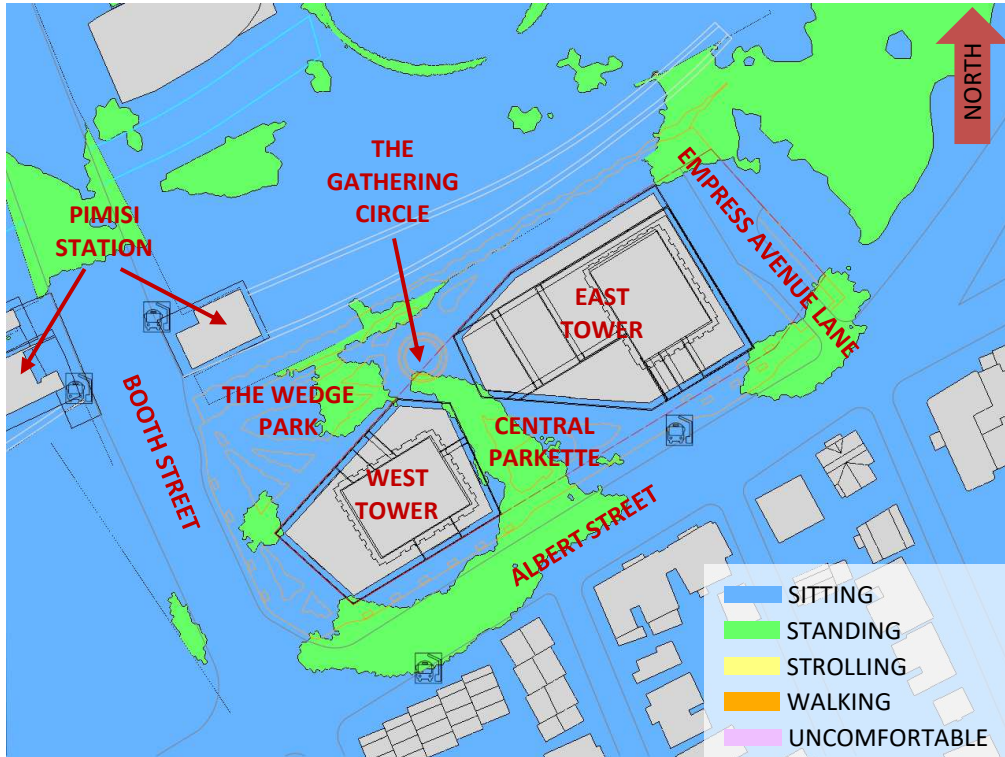 NORTH
THE
GATHERING
CIRCLE
PIMISI
STATION
EMPRESS AVENUE LANE
EAST
TOWER
BOOTH STREET
THE WEDGE
PARK
CENTRAL
PARKETTE
WEST
TOWER
ALBERT STREET
SITTING
STANDING
STROLLING
WALKING
UNCOMFORTABLE